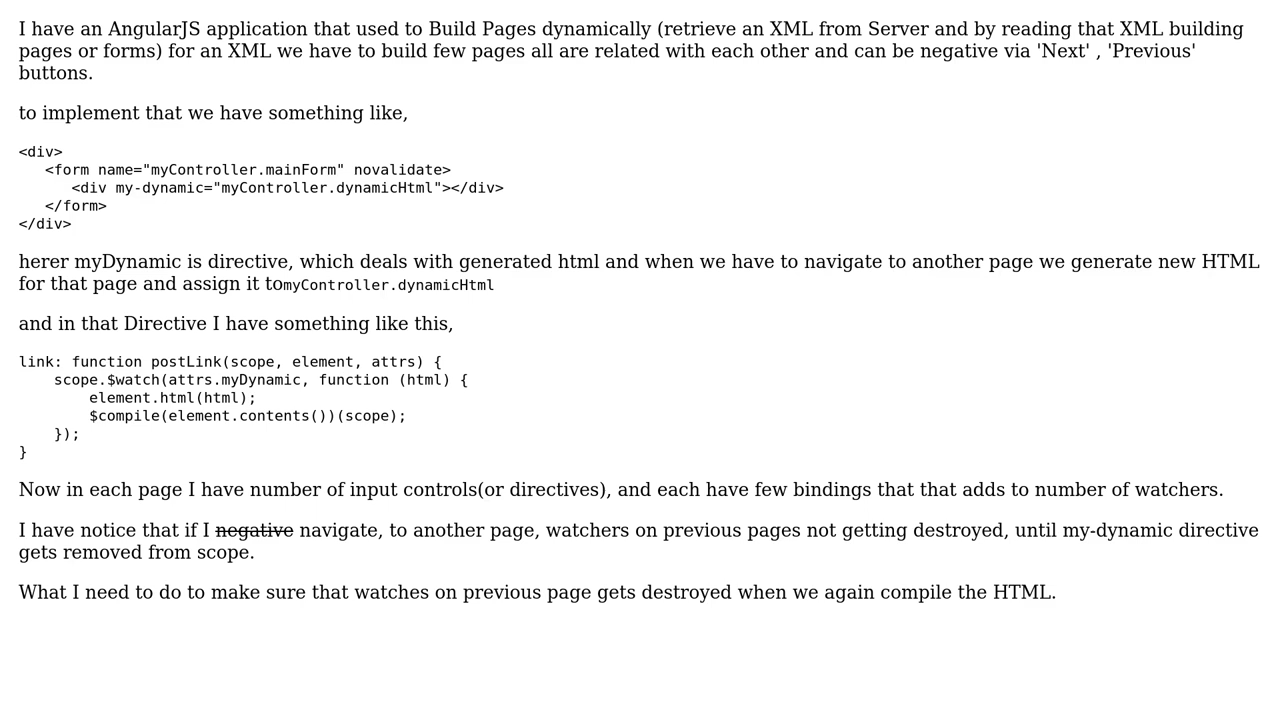 I have an AngularJS application that used to Build Pages dynamically (retrieve an XML from Server and by reading that XML building
pages or forms) for an XML we have to build few pages all are related with each other and can be negative via 'Next' , 'Previous'
buttons.
to implement that we have something like,
<div>
   <form name="myController.mainForm" novalidate>
      <div my-dynamic="myController.dynamicHtml"></div>
   </form>
</div>
herer myDynamic is directive, which deals with generated html and when we have to navigate to another page we generate new HTML
for that page and assign it tomyController.dynamicHtml
and in that Directive I have something like this,
link: function postLink(scope, element, attrs) {
    scope.$watch(attrs.myDynamic, function (html) {
        element.html(html);
        $compile(element.contents())(scope);
    });
}
Now in each page I have number of input controls(or directives), and each have few bindings that that adds to number of watchers.
I have notice that if I negative navigate, to another page, watchers on previous pages not getting destroyed, until my-dynamic directive
gets removed from scope.
What I need to do to make sure that watches on previous page gets destroyed when we again compile the HTML.